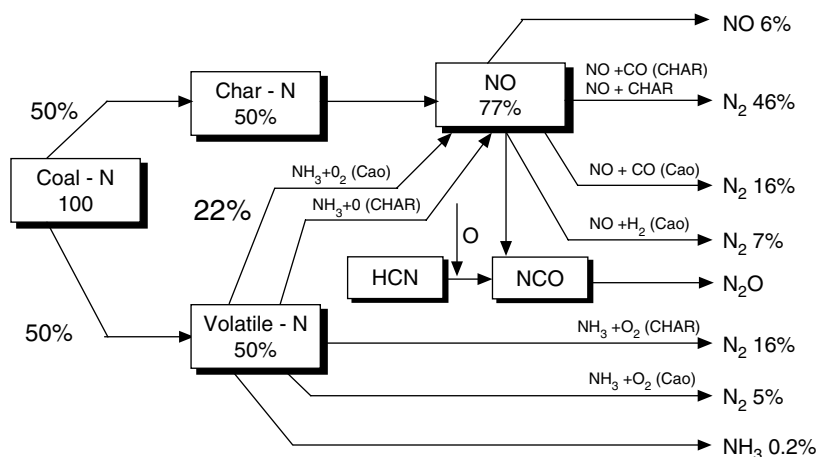 NO 6%
Char - N
50%
NO
77%
NO +CO (CHAR)
NO + CHAR
N₂ 46%
50%
Coal - N
100
NH₃+0₂ (Cao)
22%
NH₃+0 (CHAR)
NO + CO (Cao)
N₂ 16%
NO +H₂ (Cao)
N₂ 7%
O
HCN
NCO
N₂O
50%
Volatile - N
50%
NH₃ +O₂ (CHAR)
N₂ 16%
NH₃ +O₂ (Cao)
N₂ 5%
NH₃ 0.2%